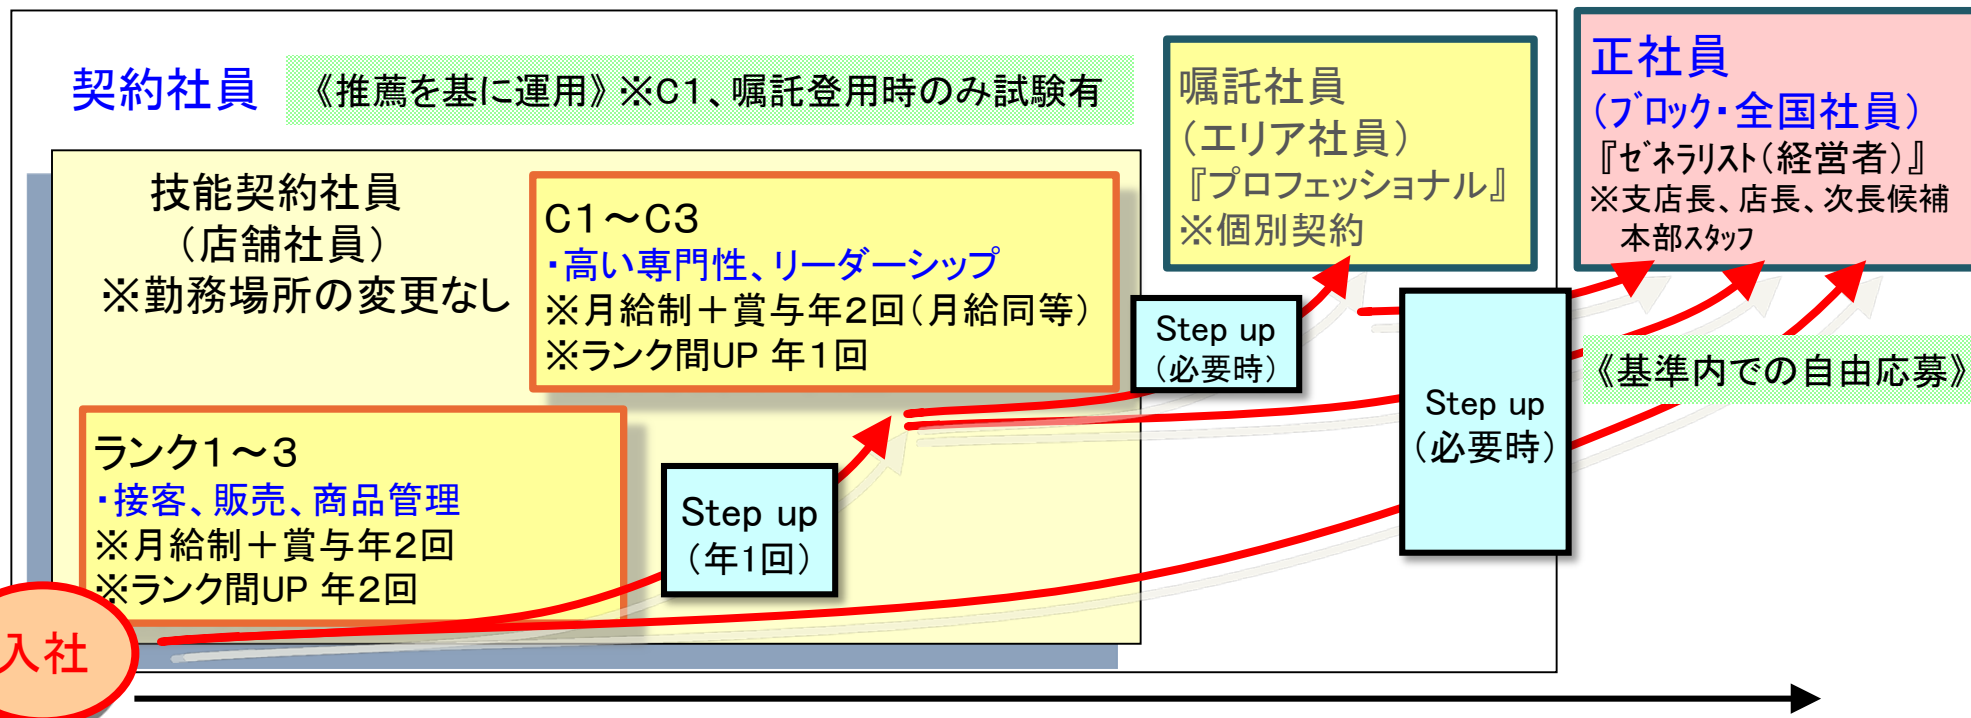 契約社員
《推薦を基に運用》※C1、嘱託登用時のみ試験有
技能契約社員
（店舗社員）
※勤務場所の変更なし
C1～C3
・高い専門性、リーダーシップ
※月給制＋賞与年2回（月給同等）
※ランク間UP 年1回
ランク1～3
・接客、販売、商品管理
※月給制＋賞与年2回
※ランク間UP 年2回
入社
Step up
（年1回）
Step up
（必要時）
Step up
（必要時）
嘱託社員
（エリア社員）
『プロフェッショナル』
※個別契約
正社員
（ﾌﾞﾛｯｸ・全国社員）
『ｾﾞﾈﾗﾘｽﾄ（経営者）』
※支店長、店長、次長候補
本部ｽﾀｯﾌ
《基準内での自由応募》